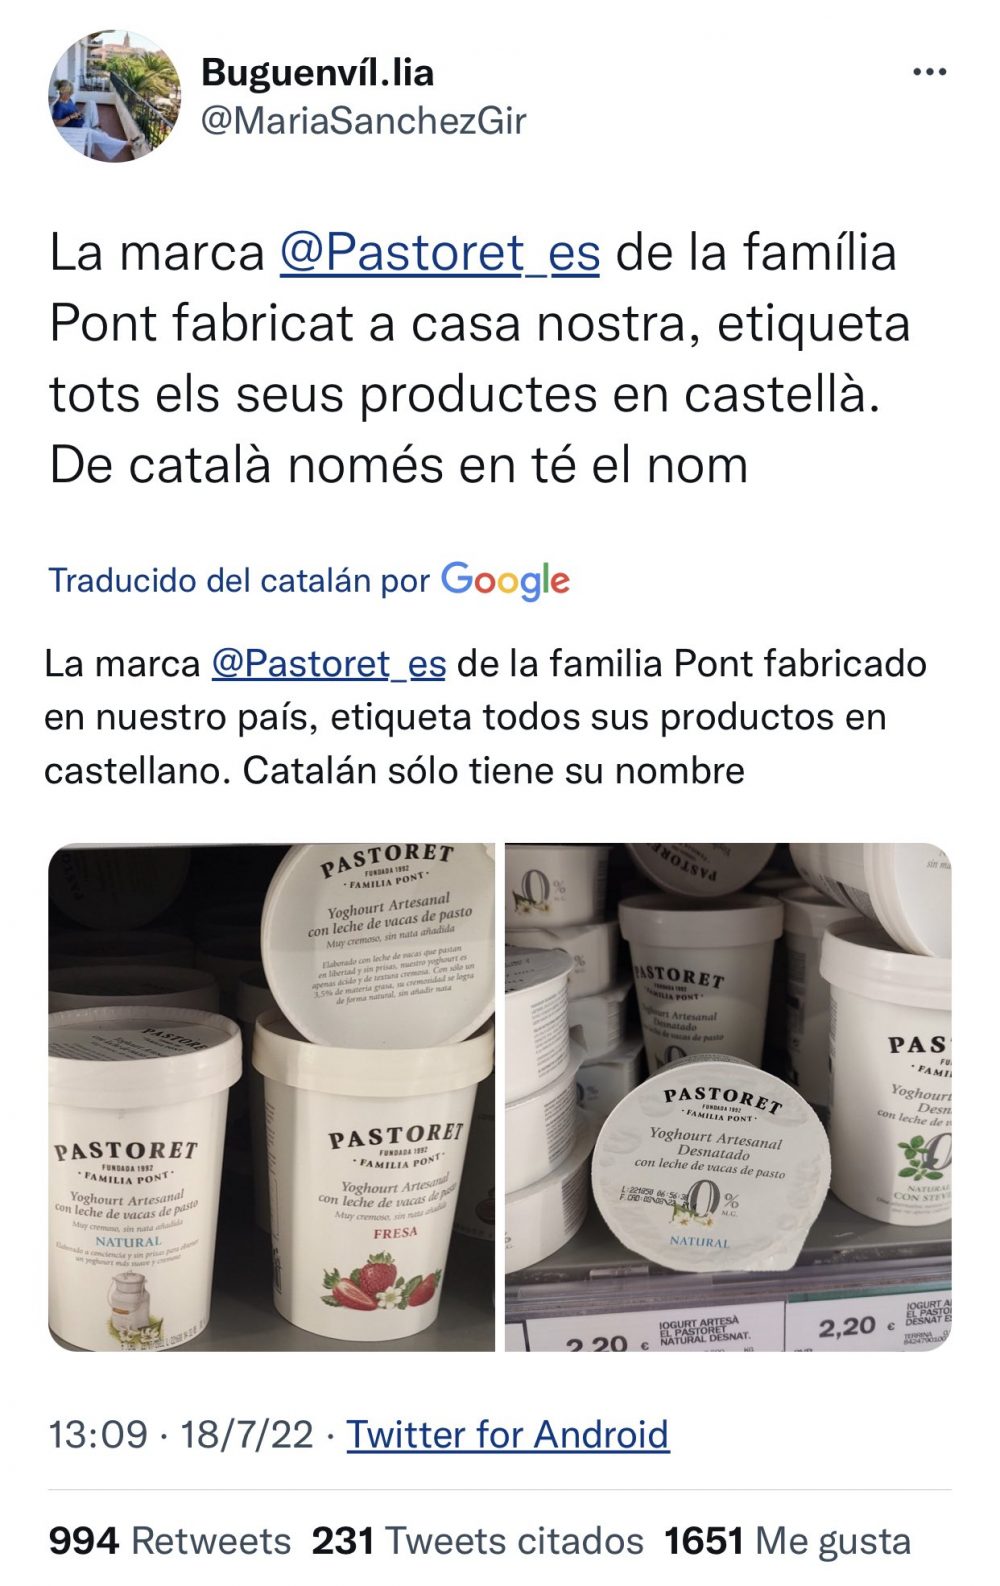 Buguenvíl.lia
@MariaSanchezGir
La marca @Pastoret_es de la família
Pont fabricat a casa nostra, etiqueta
tots els seus productes en castellà.
De català només en té el nom
Traducido del catalán por Google
La marca @Pastoret_es de la familia Pont fabricado
en nuestro país, etiqueta todos sus productos en
castellano. Catalán sólo tiene su nombre
PASTORET
FUNDADA 1992
· FAMILIA PONT ·
Yoghourt Artesanal
con leche de vacas de pasto
Muy cremoso, sin nata añadida
Elaborado con leche de vacas que pastan
en libertad y sin prisas, nuestro yoghourt es
apenas ácido y de textura cremosa. Con sólo un
3,5% de materia grasa, su cremosidad se logra
de forma natural, sin añadir nata
PASTORET
FUNDADA 1992
· FAMILIA PONT ·
Yoghourt Artesanal
con leche de vacas de pasto
Muy cremoso, sin nata añadida
NATURAL
Elaborado a conciencia y sin prisas para obtener
un yoghourt más suave y cremoso
PASTORET
FUNDADA 1992
· FAMILIA PONT ·
Yoghourt Artesanal
con leche de vacas de pasto
Muy cremoso, sin nata añadida
FRESA
PASTORET
0%
M.G.
PASTORET
FUNDADA 1992
· FAMILIA PONT ·
Yoghourt Artesanal
Desnatado
con leche de vacas de pasto
PASTORET
FUNDADA 1992
· FAMILIA PONT ·
Yoghourt Artesanal
Desnatado
con leche de vacas de pasto
0%
M.G.
NATURAL
PAS
FU
· FAMI
Yoghourt
Desn
con leche de v
NATURAL
CON STEV
2,20 €
IOGURT ARTESÀ
EL PASTORET
NATURAL DESNAT.
2,20 €
IOGURT A
EL PASTO
DESNAT E
TERRINA
13:09 · 18/7/22 · Twitter for Android
994 Retweets 231 Tweets citados 1651 Me gusta